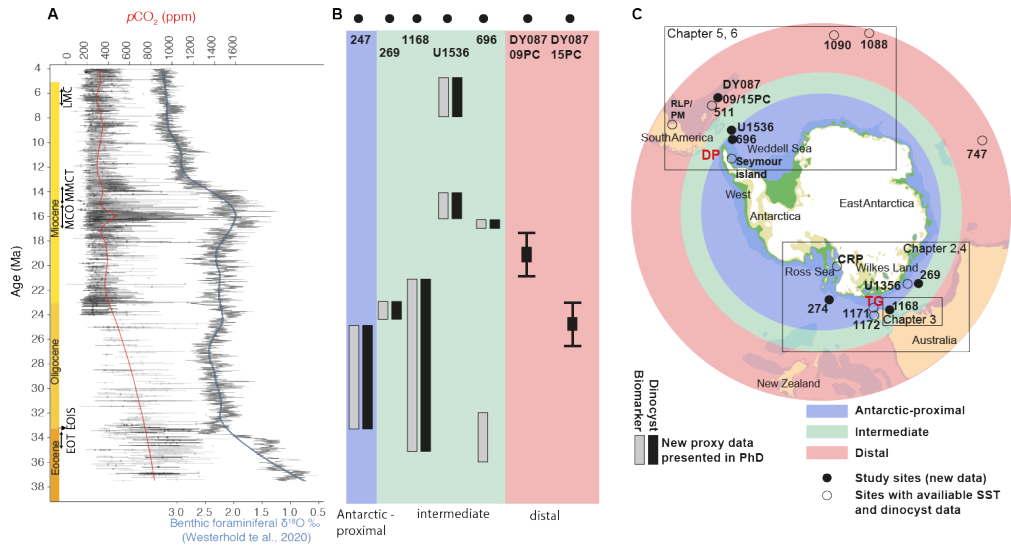 A
pCO2 (ppm)
0
200
400
600
800
1000
1200
1400
1600
Age (Ma)
4
6
8
10
12
14
16
18
20
22
24
26
28
30
32
34
36
38
Miocene
Oligocene
Eocene
LMC
MCO MMCT
EOT EOIS
3.0
2.5
2.0
1.5
1.0
0.5
Benthic foraminiferal δ18O ‰
(Westerhold te al., 2020)
B
247
269
1168
U1536
696
DY087
09PC
DY087
15PC
Antarctic -
proximal
intermediate
distal
C
Chapter 5, 6
1090
1088
DY087
09/15PC
511
RLP/
PM
SouthAmerica
U1536
696
Weddell Sea
DP
Seymour
island
747
West
Antarctica
EastAntarctica
Chapter 2,4
CRP
Ross Sea
Wilkes Land
269
U1356
TG
274
1171
1168
1172
Chapter 3
Australia
New Zealand
Biomarker
Dinocyst
New proxy data
presented in PhD
Antarctic-proximal
Intermediate
Distal
Study sites (new data)
Sites with availiable SST
and dinocyst data